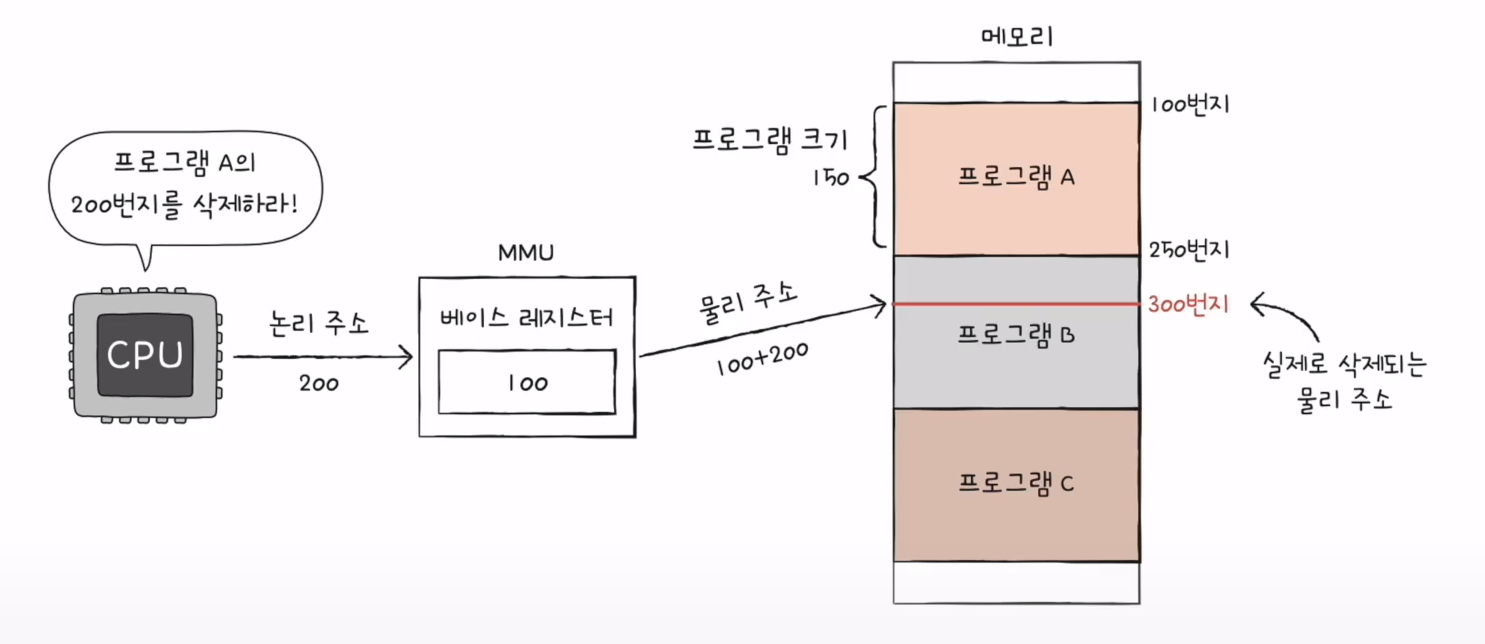 메모리
100번지
프로그램 크기
150
프로그램 A
프로그램 A의
200번지를 삭제하라!
250번지
MMU
논리 주소
200
CPU
베이스 레지스터
100
물리 주소
100+200
300번지
프로그램 B
실제로 삭제되는
물리 주소
프로그램 C